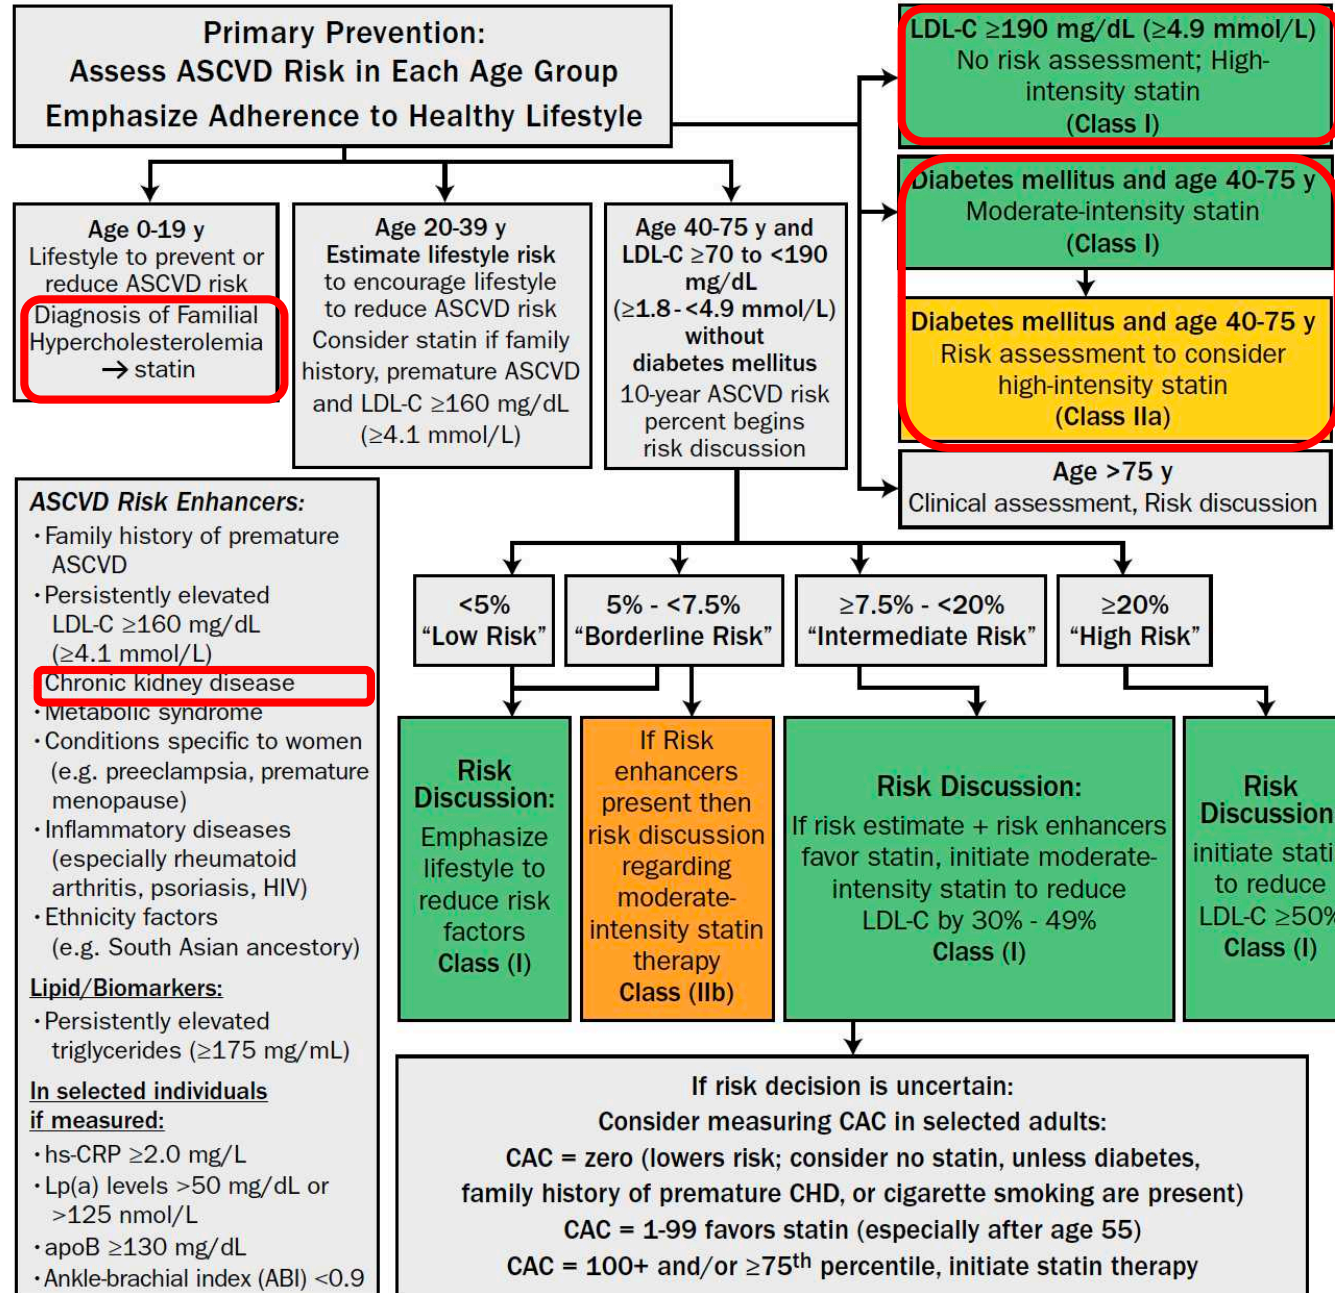 Primary Prevention:
Assess ASCVD Risk in Each Age Group
Emphasize Adherence to Healthy Lifestyle
LDL-C ≥190 mg/dL (≥4.9 mmol/L)
No risk assessment; High-
intensity statin
(Class I)
Diabetes mellitus and age 40-75 y
Moderate-intensity statin
(Class I)
Diabetes mellitus and age 40-75 y
Risk assessment to consider
high-intensity statin
(Class IIa)
Age >75 y
Clinical assessment, Risk discussion
Age 0-19 y
Lifestyle to prevent or
reduce ASCVD risk
Diagnosis of Familial
Hypercholesterolemia
→ statin
Age 20-39 y
Estimate lifestyle risk
to encourage lifestyle
to reduce ASCVD risk
Consider statin if family
history, premature ASCVD
and LDL-C ≥160 mg/dL
(≥4.1 mmol/L)
Age 40-75 y and
LDL-C ≥70 to <190
mg/dL
(≥1.8-<4.9 mmol/L)
without
diabetes mellitus
10-year ASCVD risk
percent begins
risk discussion
ASCVD Risk Enhancers:
· Family history of premature
ASCVD
· Persistently elevated
LDL-C ≥160 mg/dL
(≥4.1 mmol/L)
Chronic kidney disease
· Metabolic syndrome
· Conditions specific to women
(e.g. preeclampsia, premature
menopause)
· Inflammatory diseases
(especially rheumatoid
arthritis, psoriasis, HIV)
· Ethnicity factors
(e.g. South Asian ancestory)
Lipid/Biomarkers:
· Persistently elevated
triglycerides (≥175 mg/mL)
In selected individuals
if measured:
· hs-CRP ≥2.0 mg/L
· Lp(a) levels >50 mg/dL or
>125 nmol/L
· apoB ≥130 mg/dL
· Ankle-brachial index (ABI) <0.9
<5%
“Low Risk”
5% - <7.5%
“Borderline Risk”
≥7.5% - <20%
“Intermediate Risk”
≥20%
“High Risk”
Risk
Discussion:
Emphasize
lifestyle to
reduce risk
factors
Class (I)
If Risk
enhancers
present then
risk discussion
regarding
moderate-
intensity statin
therapy
Class (IIb)
Risk Discussion:
If risk estimate + risk enhancers
favor statin, initiate moderate-
intensity statin to reduce
LDL-C by 30% - 49%
Class (I)
Risk
Discussion
initiate stati
to reduce
LDL-C ≥50%
Class (I)
If risk decision is uncertain:
Consider measuring CAC in selected adults:
CAC = zero (lowers risk; consider no statin, unless diabetes,
family history of premature CHD, or cigarette smoking are present)
CAC = 1-99 favors statin (especially after age 55)
CAC = 100+ and/or ≥75th percentile, initiate statin therapy